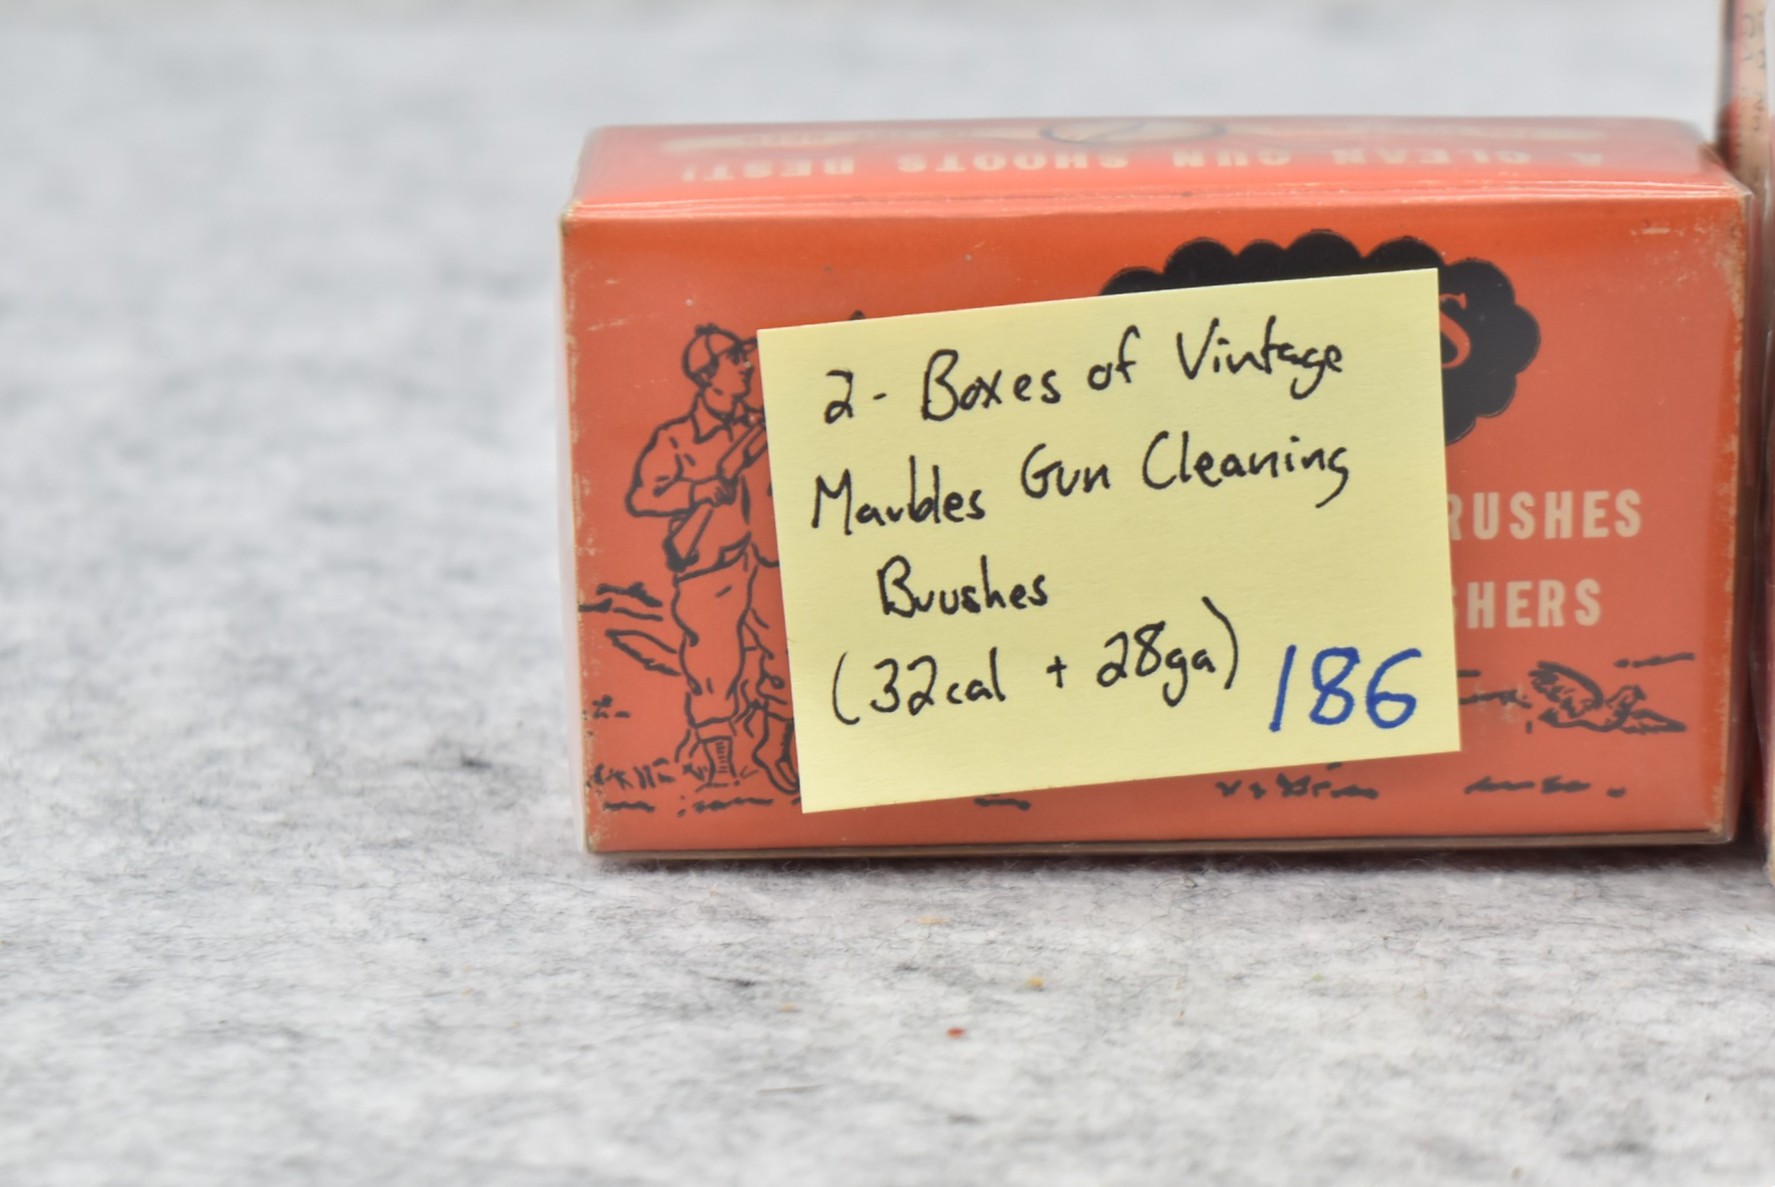 A CLEAN GUN SHOOTS BEST!
S
2- Boxes of Vintage
Marbles Gun Cleaning
Brushes
(32cal + 28ga)
186
RUSHES
SHERS